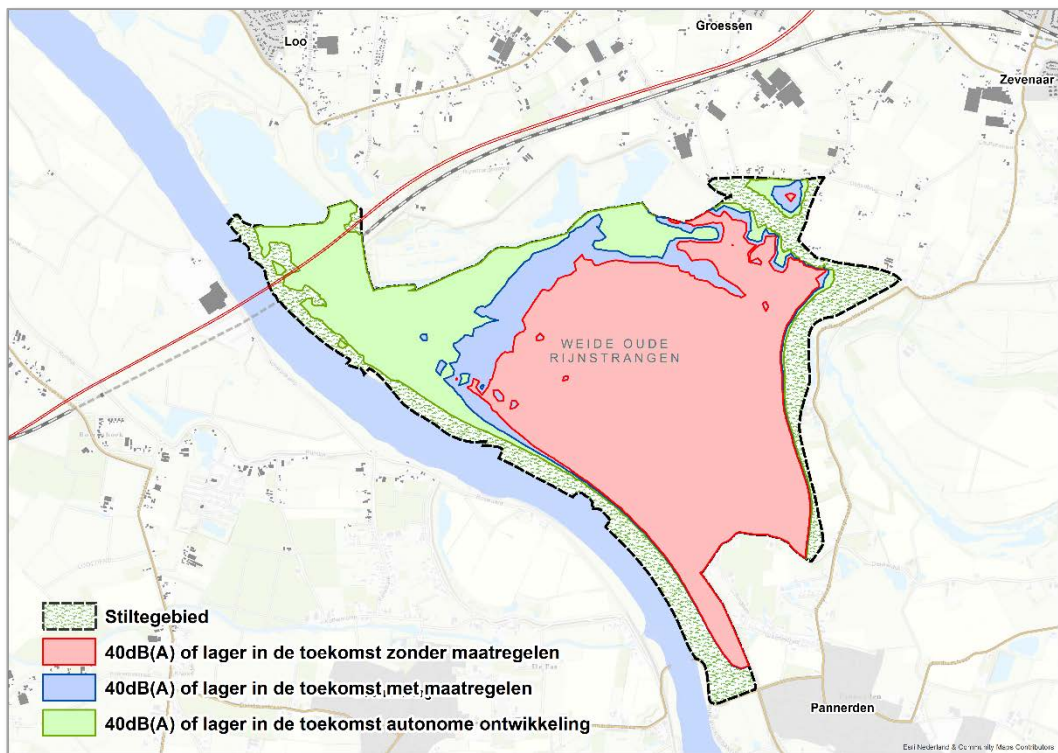 Groessen
Loo
Zevenaar
WEIDE OUDE
RIJNSTRANGEN
Stiltegebied
40dB(A) of lager in de toekomst zonder maatregelen
40dB(A) of lager in de toekomst met maatregelen
40dB(A) of lager in de toekomst autonome ontwikkeling
Pannerden
Esri Nederland & Community Maps Contributors